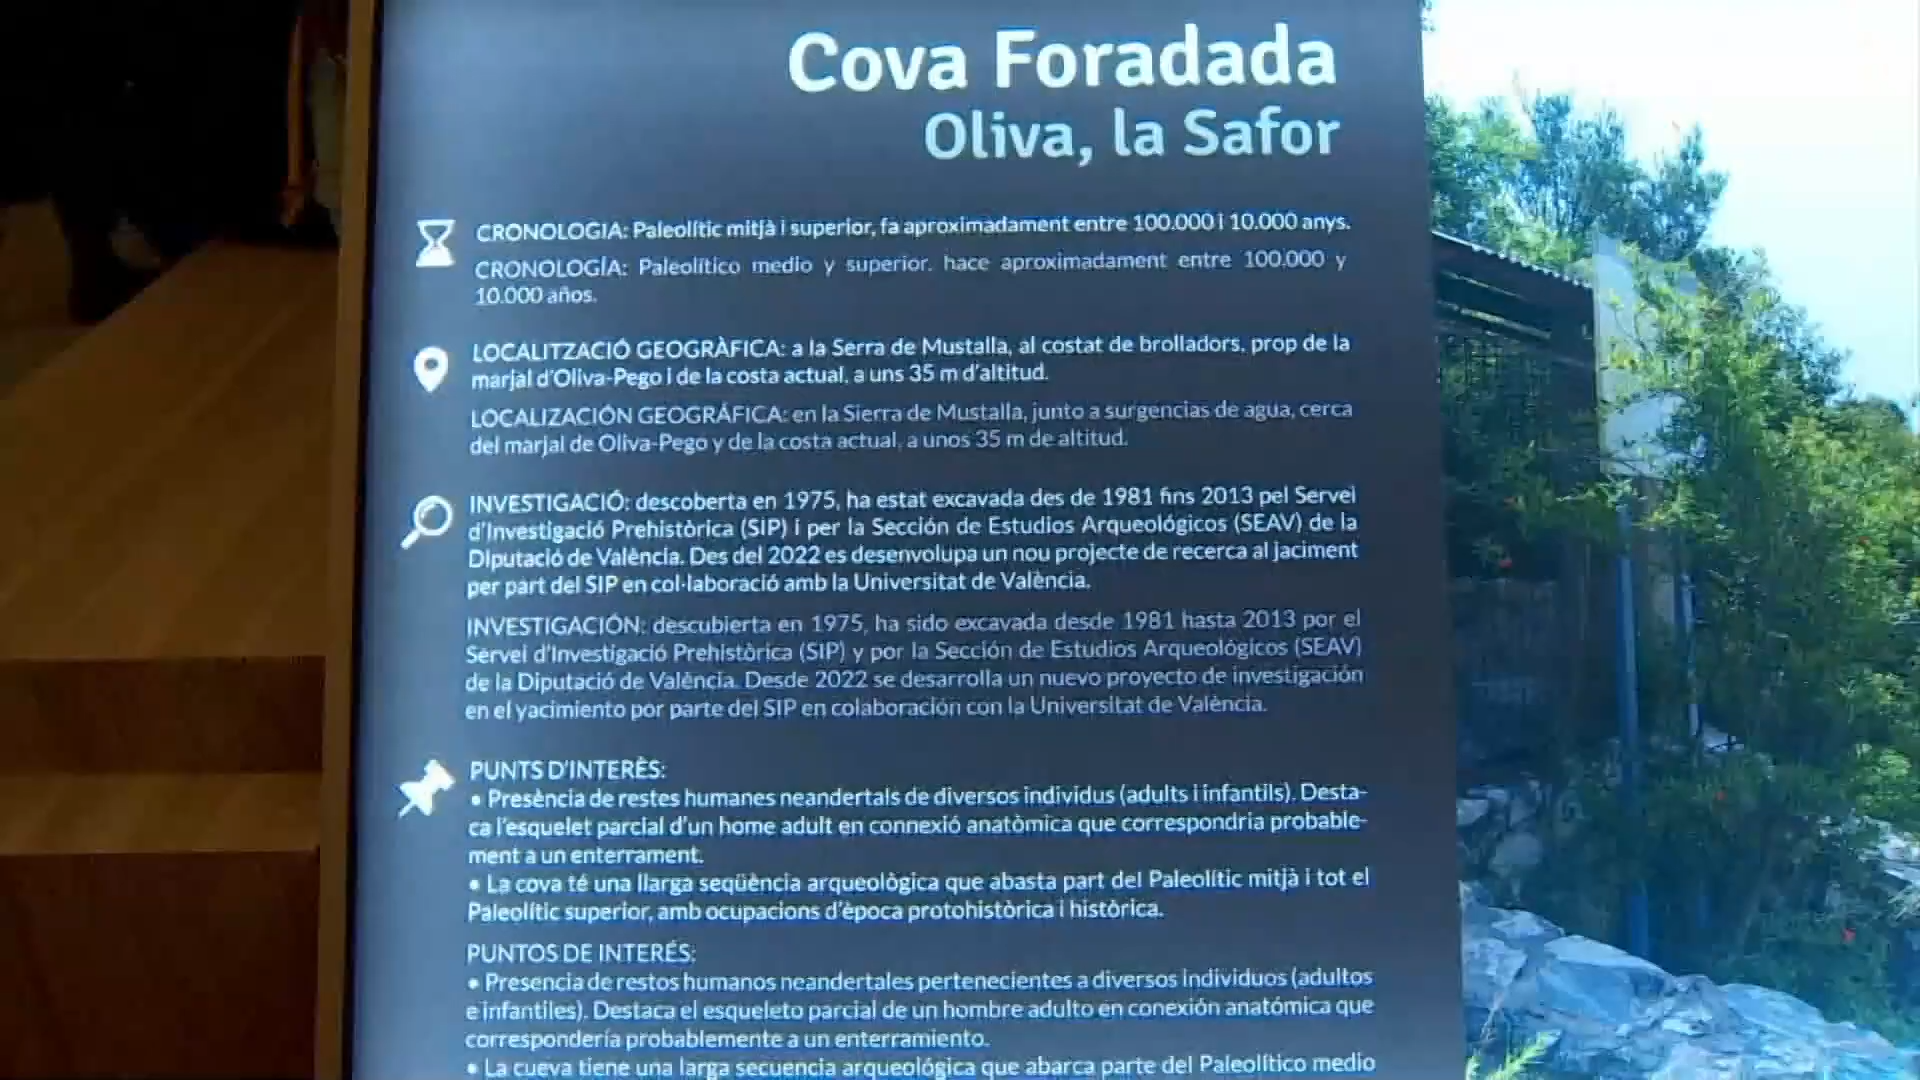 Cova Foradada
Oliva, la Safor
CRONOLOGIA: Paleolític mitjà i superior, fa aproximadament entre 100.000 i 10.000 anys.
CRONOLOGÍA: Paleolítico medio y superior. hace aproximadament entre 100.000 y
10.000 años.
LOCALITZACIÓ GEOGRÀFICA: a la Serra de Mustalla, al costat de brolladors, prop de la
marjal d'Oliva-Pego i de la costa actual, a uns 35 m d'altitud.
LOCALIZACIÓN GEOGRÁFICA: en la Sierra de Mustalla, junto a surgencias de agua, cerca
del marjal de Oliva-Pego y de la costa actual, a unos 35 m de altitud.
INVESTIGACIÓ: descoberta en 1975, ha estat excavada des de 1981 fins 2013 pel Servei
d'Investigació Prehistòrica (SIP) i per la Sección de Estudios Arqueológicos (SEAV) de la
Diputació de València. Des del 2022 es desenvolupa un nou projecte de recerca al jaciment
per part del SIP en col·laboració amb la Universitat de València.
INVESTIGACIÓN: descubierta en 1975, ha sido excavada desde 1981 hasta 2013 por el
Servei d'Investigació Prehistòrica (SIP) y por la Sección de Estudios Arqueológicos (SEAV)
de la Diputació de València. Desde 2022 se desarrolla un nuevo proyecto de investigación
en el yacimiento por parte del SIP en colaboración con la Universitat de València.
PUNTS D'INTERÈS:
• Presència de restes humanes neandertals de diversos individus (adults i infantils). Desta-
ca l'esquelet parcial d'un home adult en connexió anatòmica que correspondria probable-
ment a un enterrament.
• La cova té una llarga seqüència arqueològica que abasta part del Paleolític mitjà i tot el
Paleolític superior, amb ocupacions d'època protohistòrica i històrica.
PUNTOS DE INTERÉS:
• Presencia de restos humanos neandertales pertenecientes a diversos individuos (adultos
e infantiles). Destaca el esqueleto parcial de un hombre adulto en conexión anatómica que
correspondería probablemente a un enterramiento.
• La cueva tiene una larga secuencia arqueológica que abarca parte del Paleolítico medio